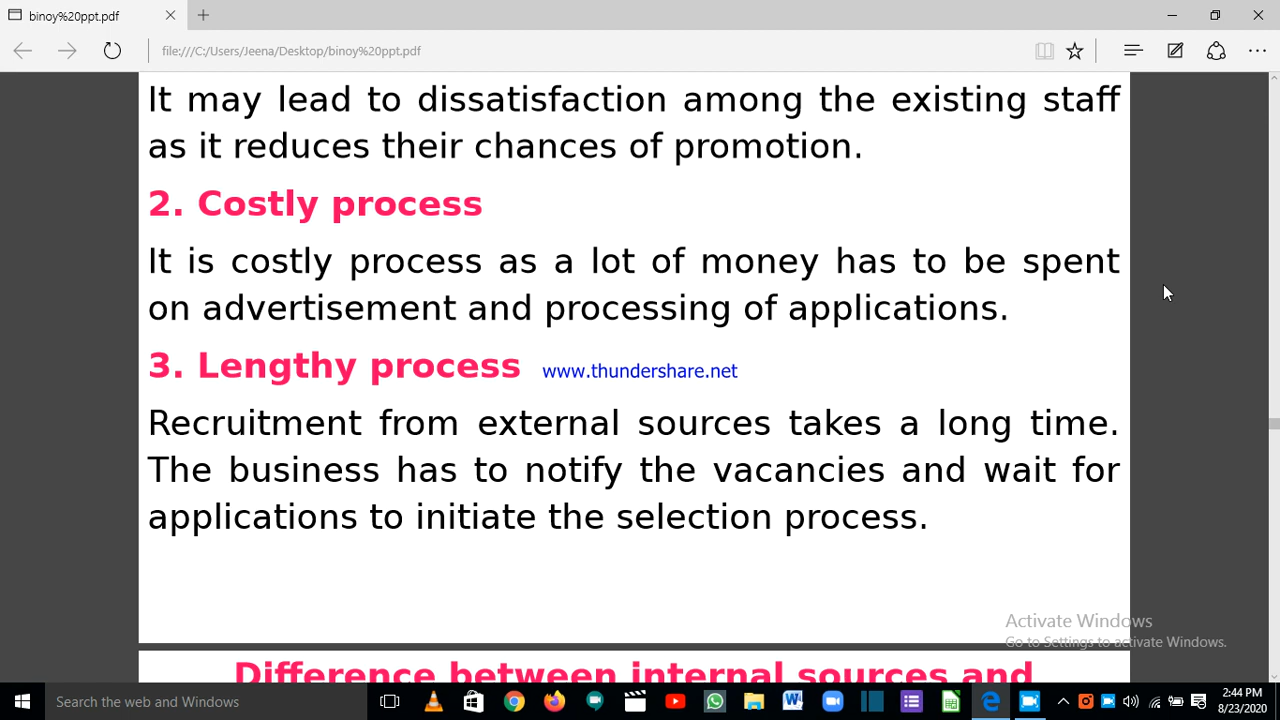 binoy%20ppt.pdf
file:///C:/Users/Jeena/Desktop/binoy%20ppt.pdf
It may lead to dissatisfaction among the existing staff
as it reduces their chances of promotion.
2. Costly process
It is costly process as a lot of money has to be spent
on advertisement and processing of applications.
3. Lengthy process www.thundershare.net
Recruitment from external sources takes a long time.
The business has to notify the vacancies and wait for
applications to initiate the selection process.
Activate Windows
Go to Settings to activate Windows.
Difference between internal sources and
Search the web and Windows
2:44 PM
8/23/2020